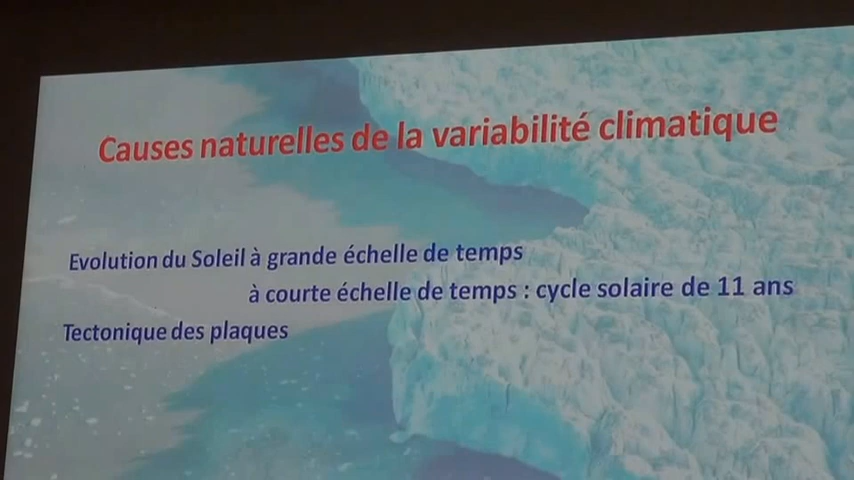 Causes naturelles de la variabilité climatique
Evolution du Soleil à grande échelle de temps
à courte échelle de temps : cycle solaire de 11 ans
Tectonique des plaques